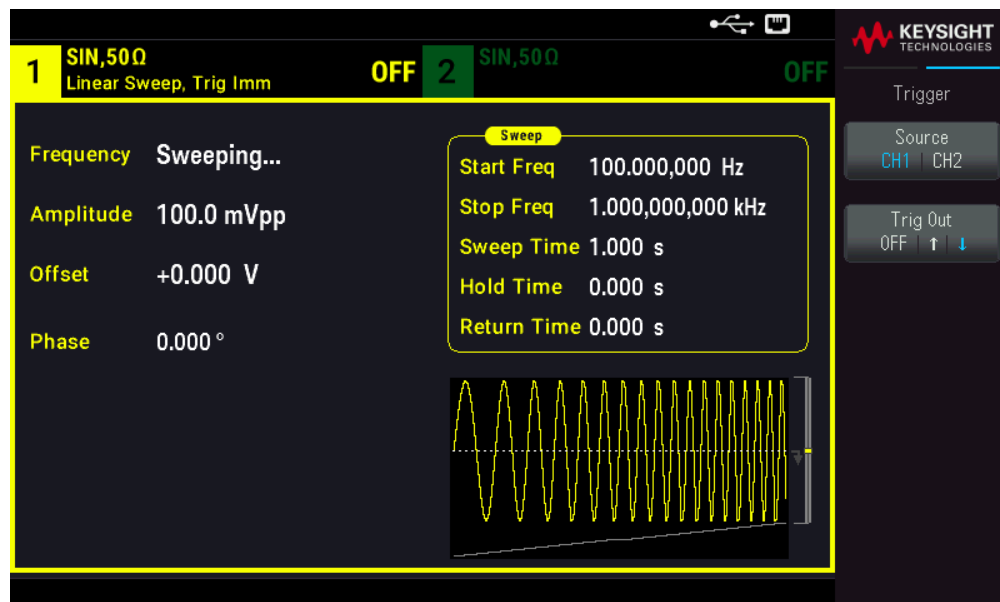 KEYSIGHT
TECHNOLOGIES
1 SIN,50Ω OFF
Linear Sweep, Trig Imm
2 SIN,50Ω OFF
Frequency Sweeping...
Amplitude 100.0 mVpp
Offset +0.000 V
Phase 0.000 °
Sweep
Start Freq 100.000,000 Hz
Stop Freq 1.000,000,000 kHz
Sweep Time 1.000 s
Hold Time 0.000 s
Return Time 0.000 s
Trigger
Source
CH1 | CH2
Trig Out
OFF | ↑ | ↓